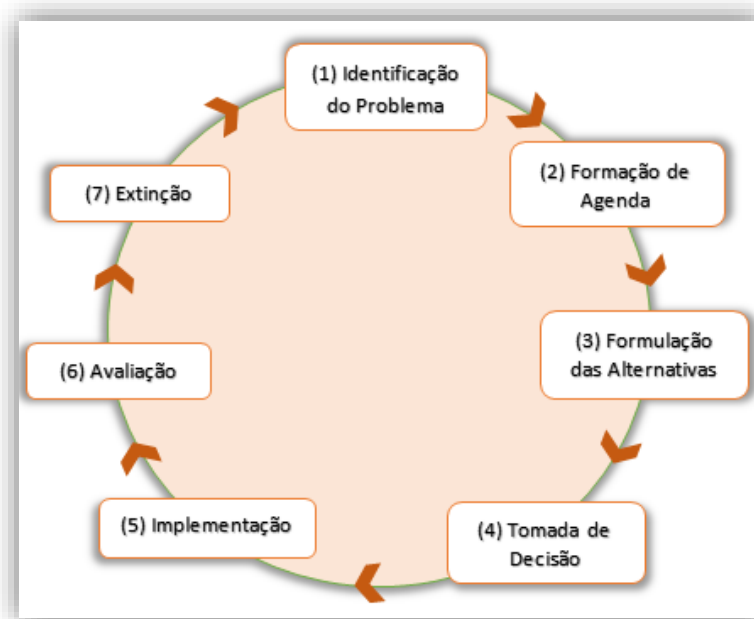 (1) Identificação
do Problema
(2) Formação de
Agenda
(3) Formulação
das Alternativas
(4) Tomada de
Decisão
(5) Implementação
(6) Avaliação
(7) Extinção